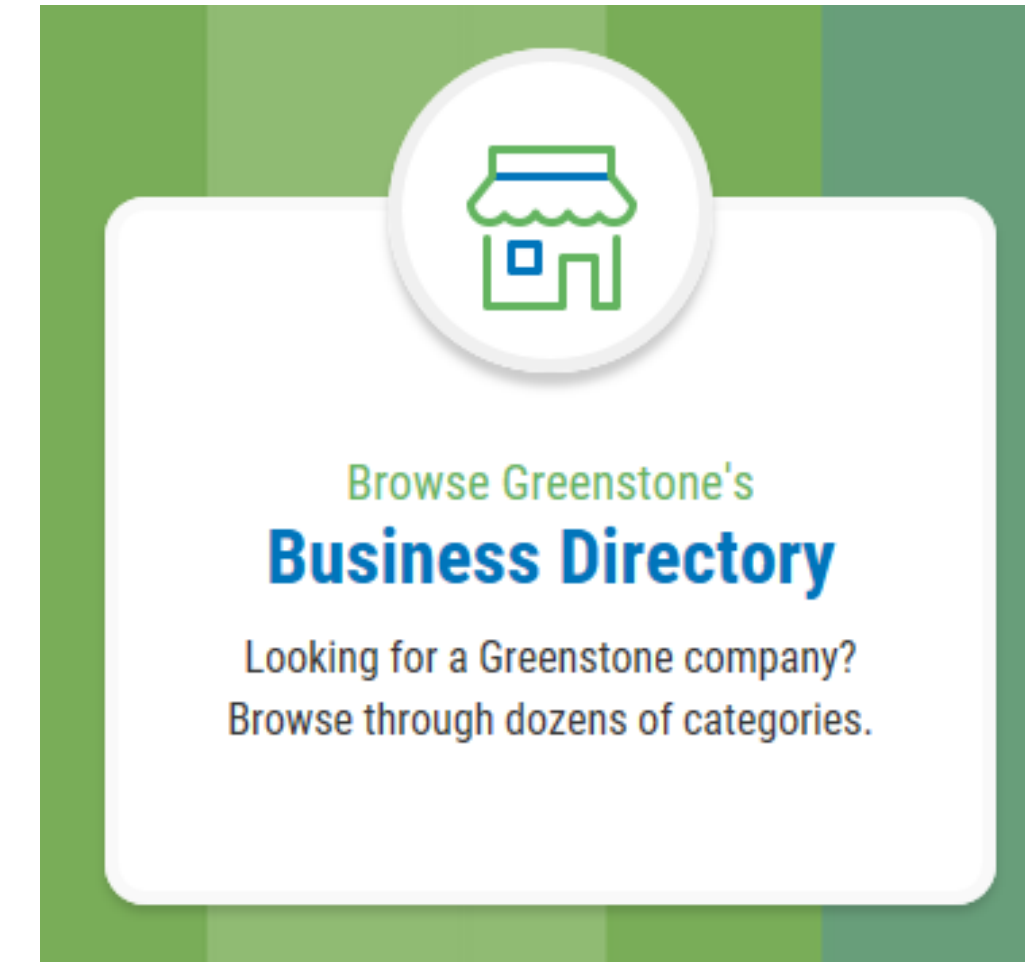 Browse Greenstone's
Business Directory
Looking for a Greenstone company?
Browse through dozens of categories.